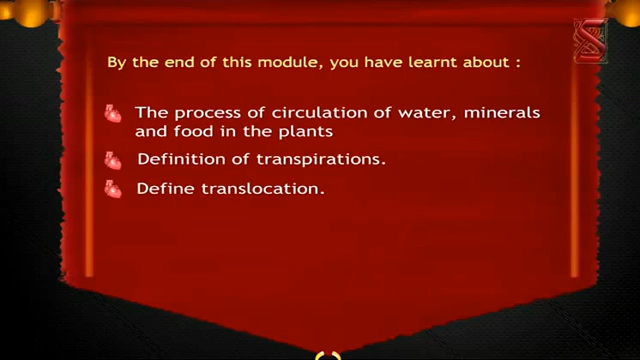 By the end of this module, you have learnt about :
The process of circulation of water, minerals
and food in the plants
Definition of transpirations.
Define translocation.